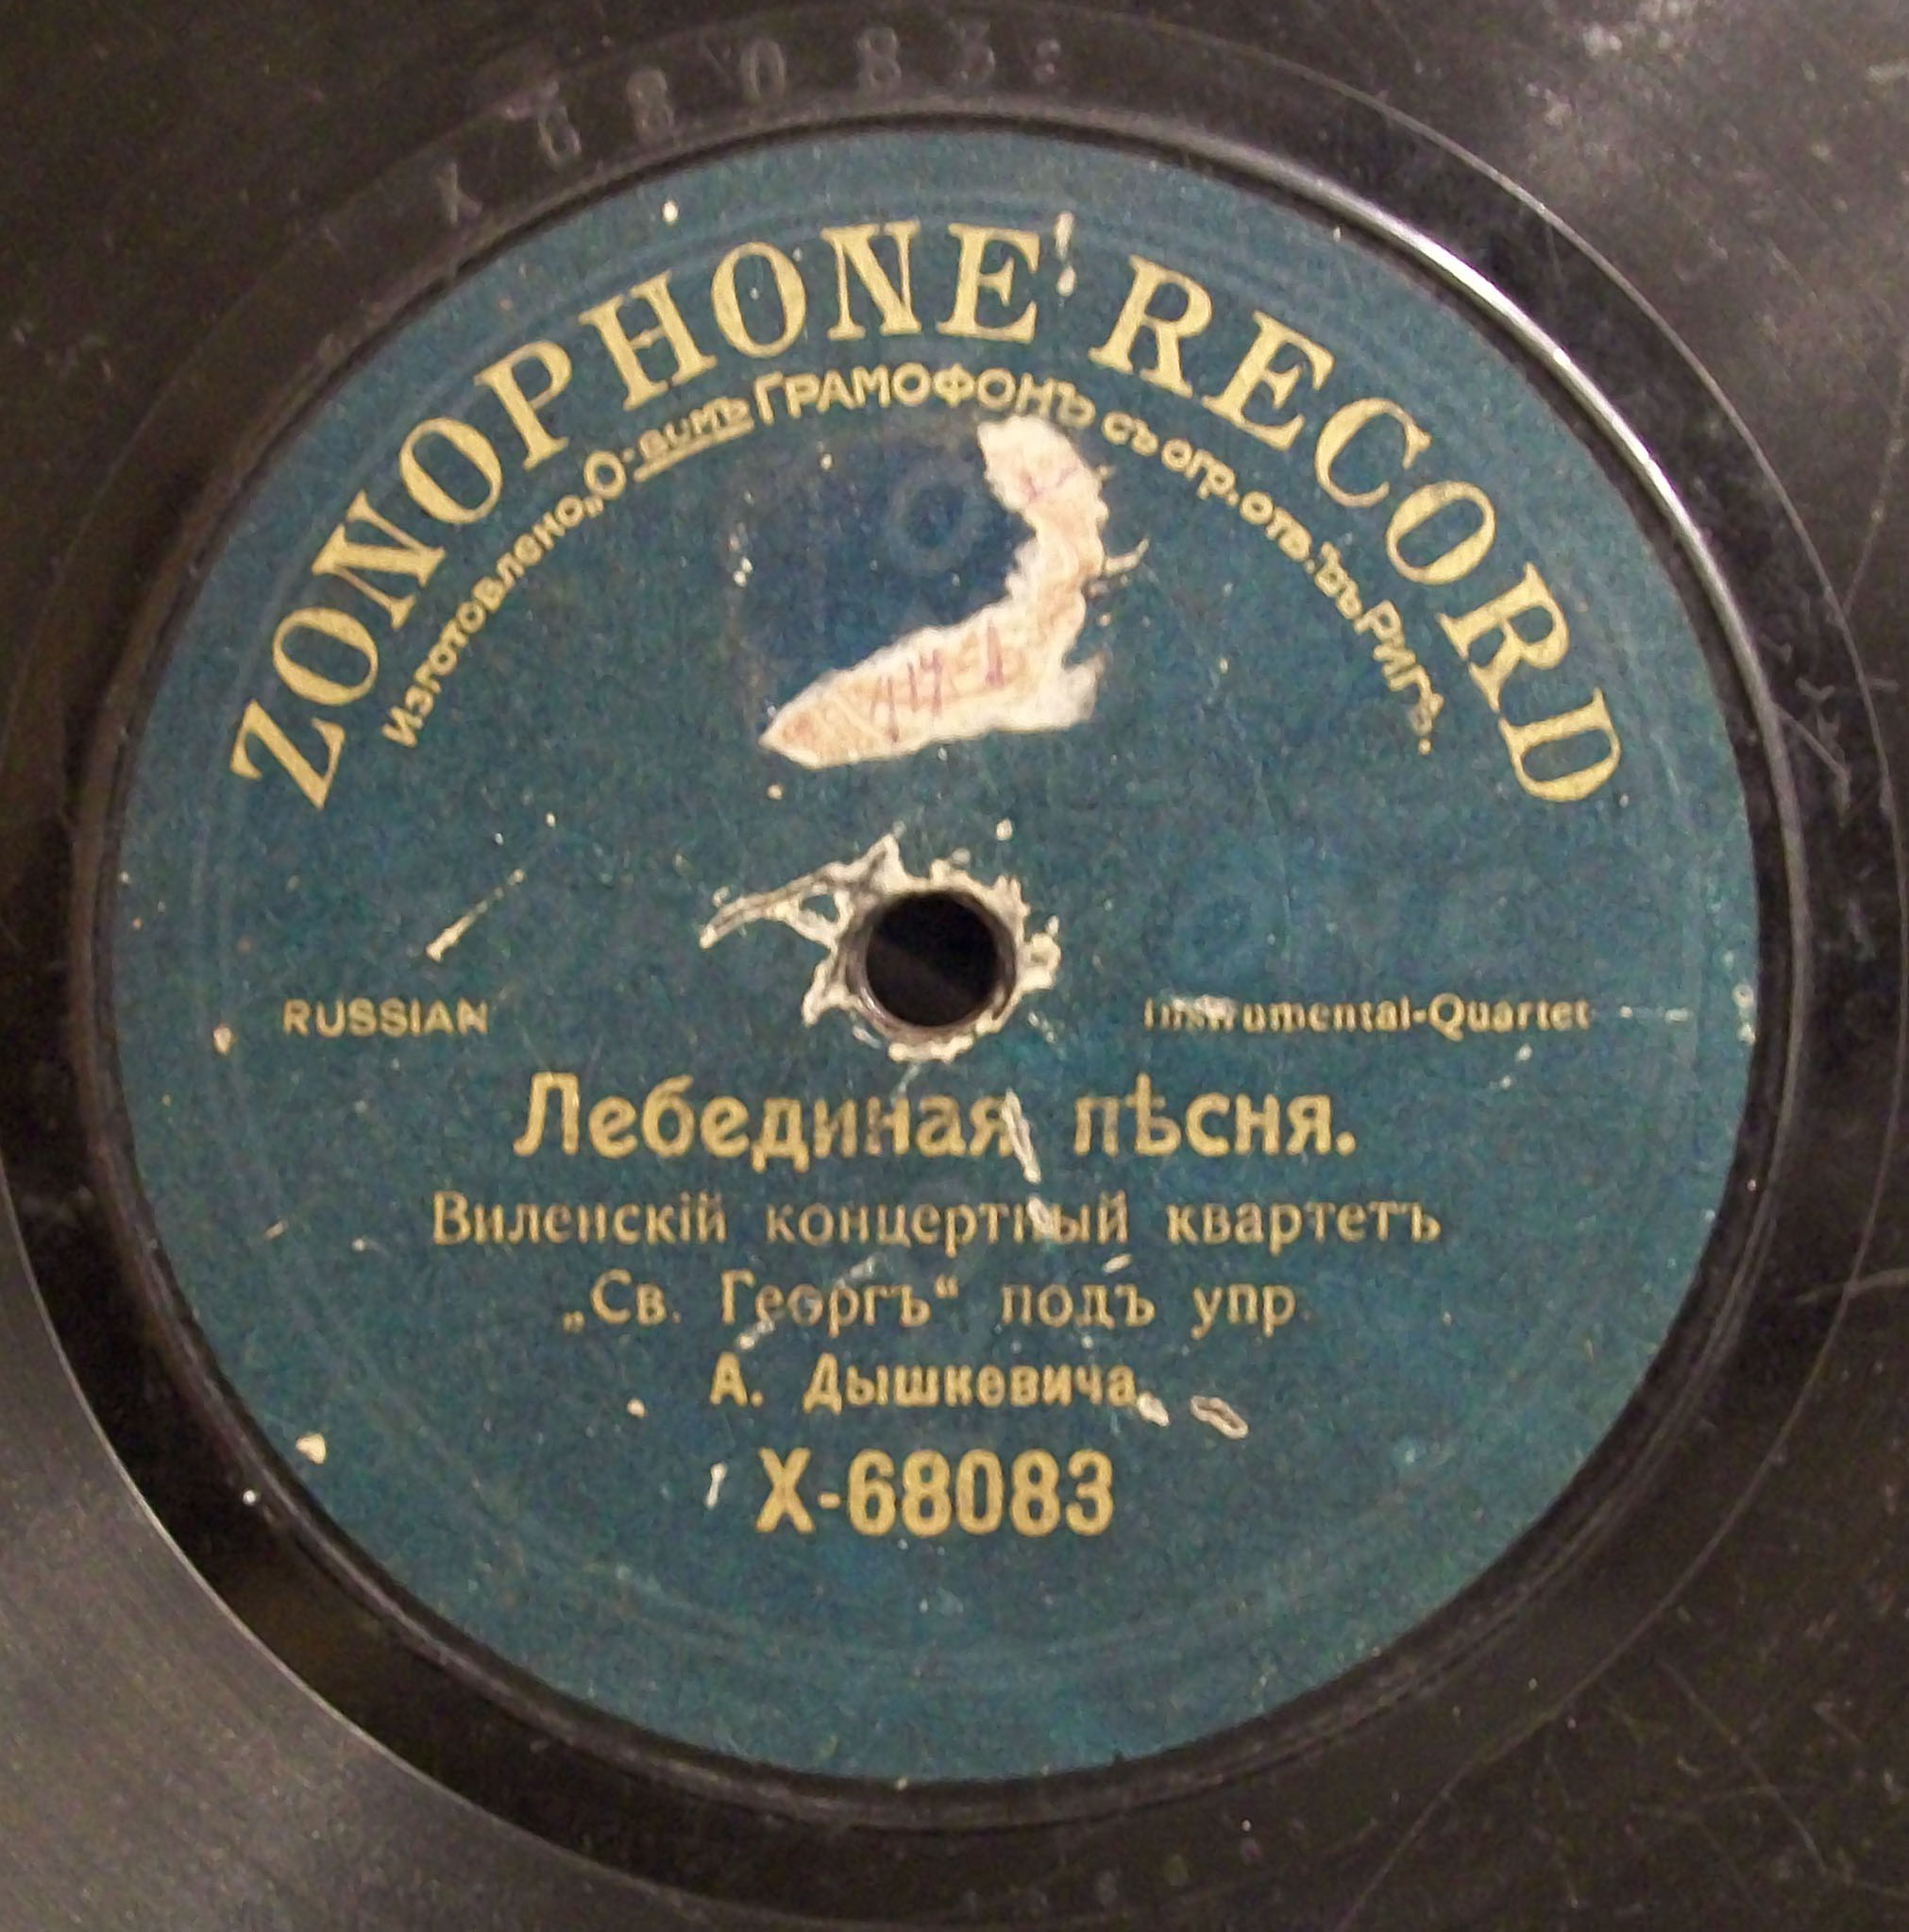 X 68083
ZONOPHONE RECORD
Изготовлено „О-вомъ Грамофонъ съ огр. отв. въ Ригѣ.
417
RUSSIAN
Instrumental-Quartet
Лебединая пѣсня.
Виленскій концертный квартетъ
„Св. Георгъ“ подъ упр.
А. Дышкевича.
X-68083